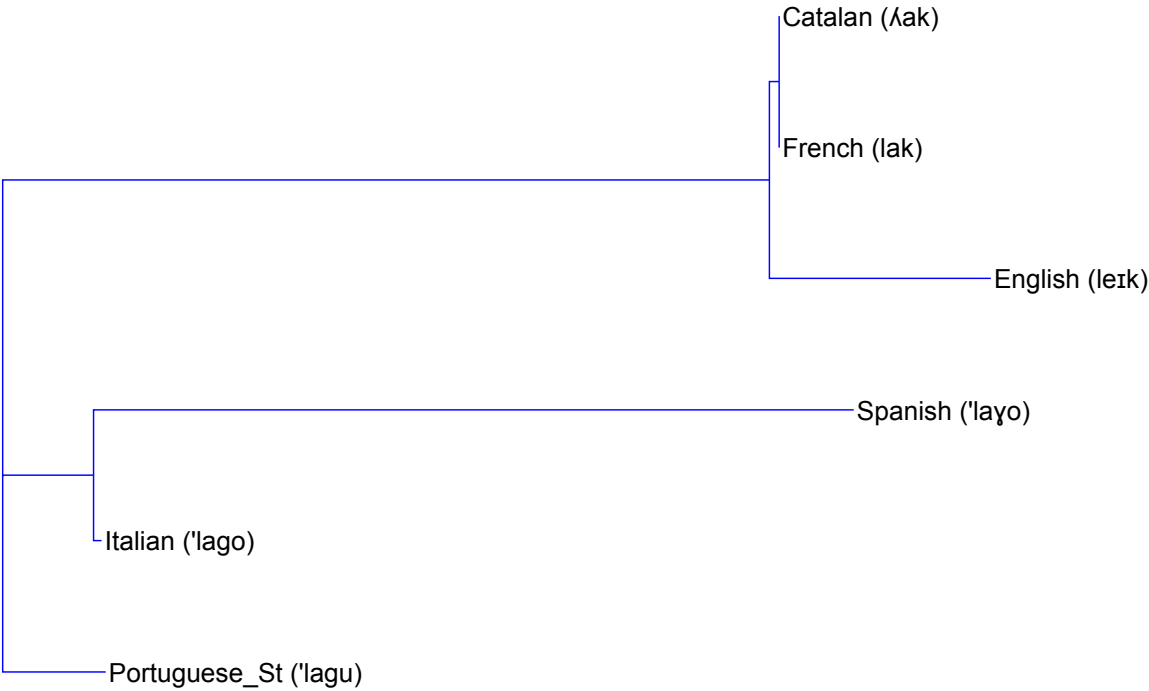 Catalan (ʎak)
French (lak)
English (leɪk)
Spanish ('laɣo)
Italian ('lago)
Portuguese_St ('lagu)